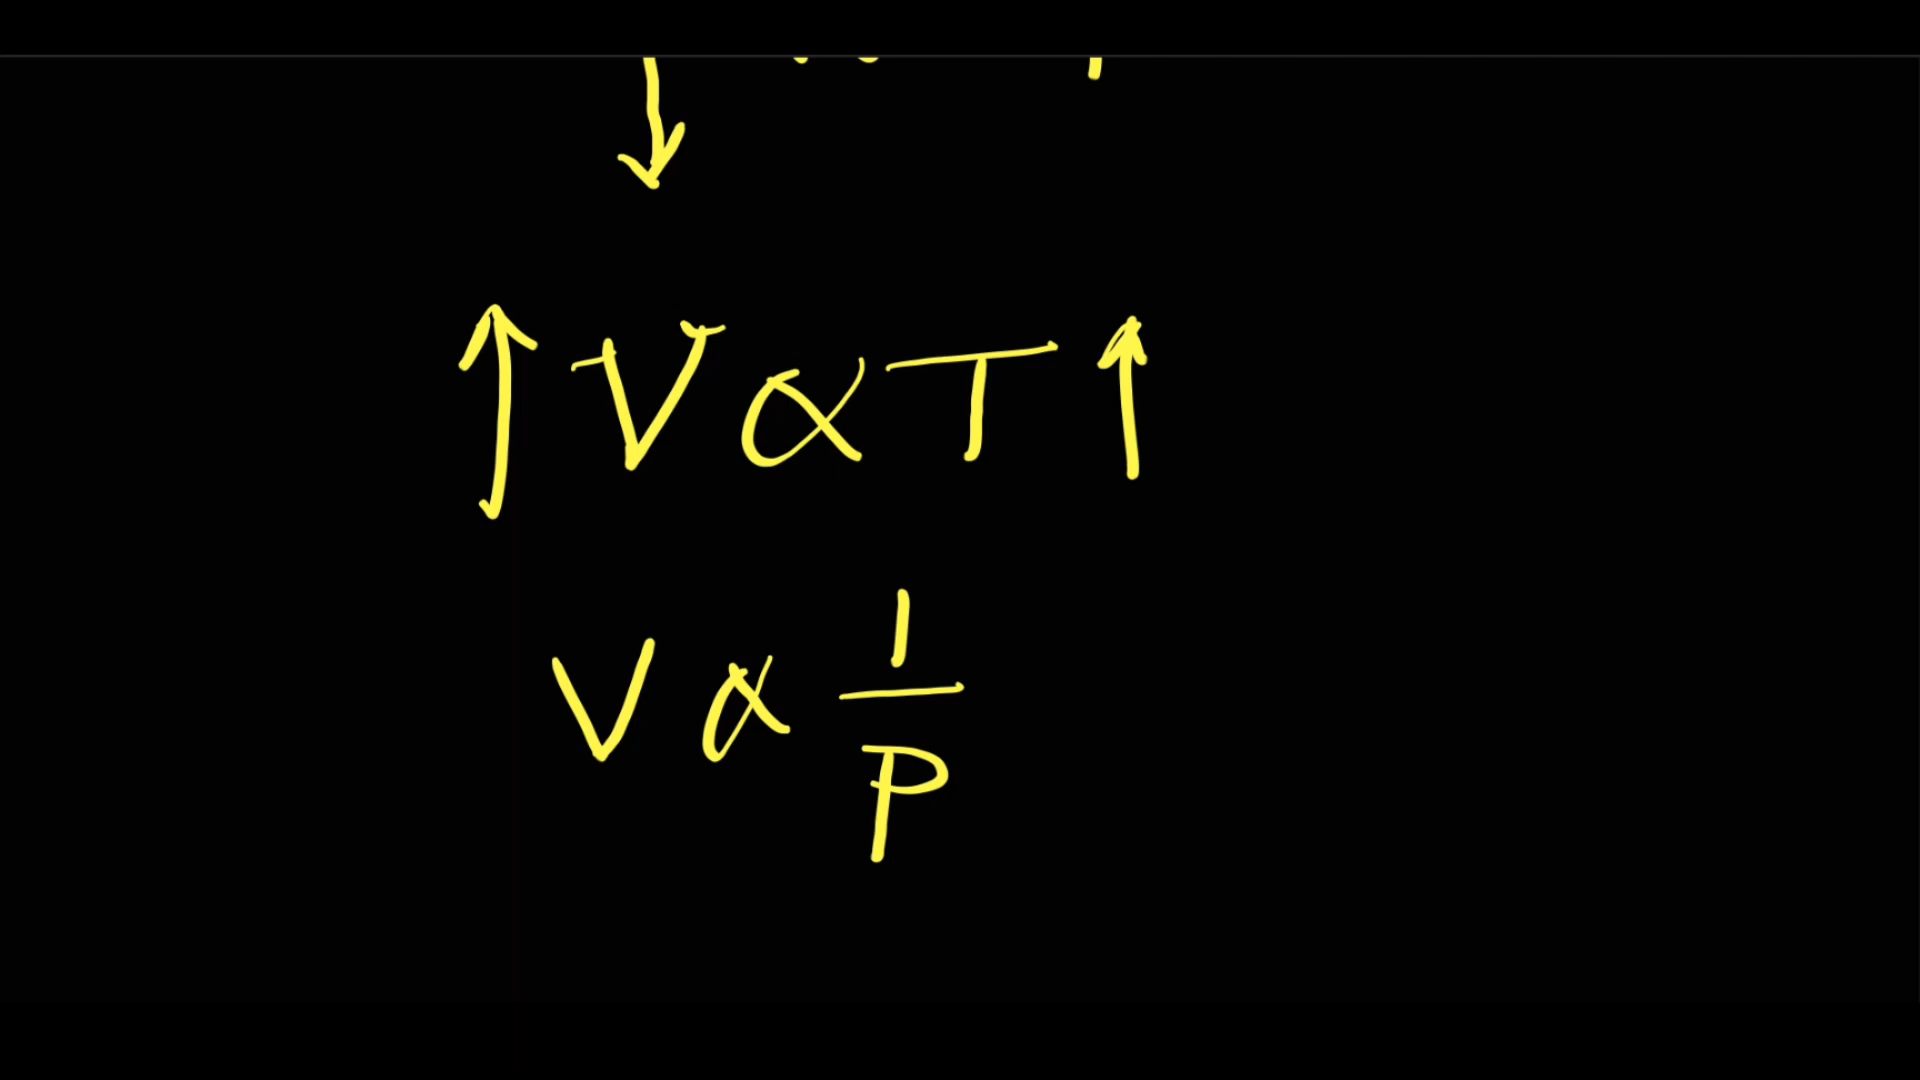 ↑ V ∝ T ↑
V ∝ 1/P